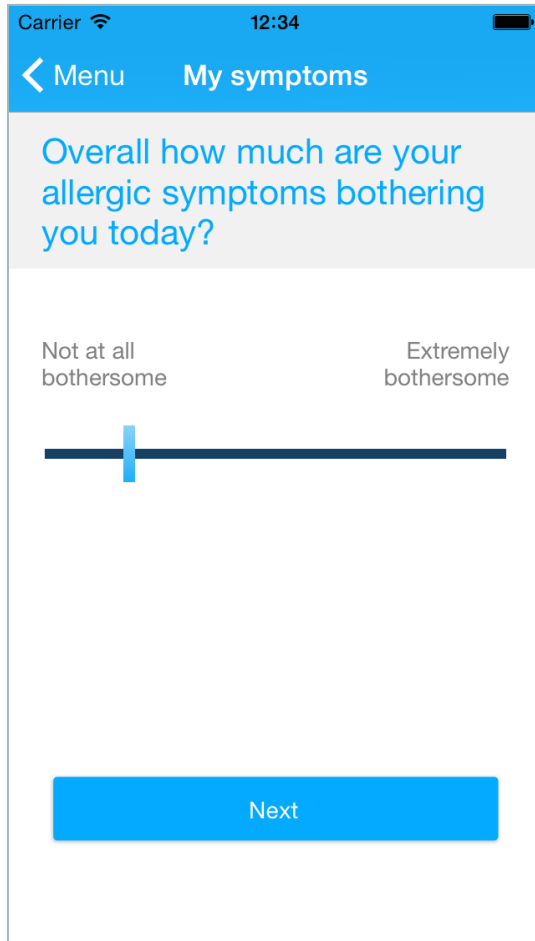 Carrier 12:34
Menu My symptoms
Overall how much are your
allergic symptoms bothering
you today?
Not at all
bothersome
Extremely
bothersome
Next